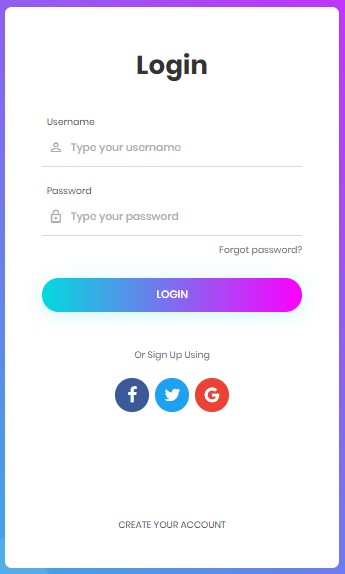 Login
Username
Type your username
Password
Type your password
Forgot password?
LOGIN
Or Sign Up Using
CREATE YOUR ACCOUNT